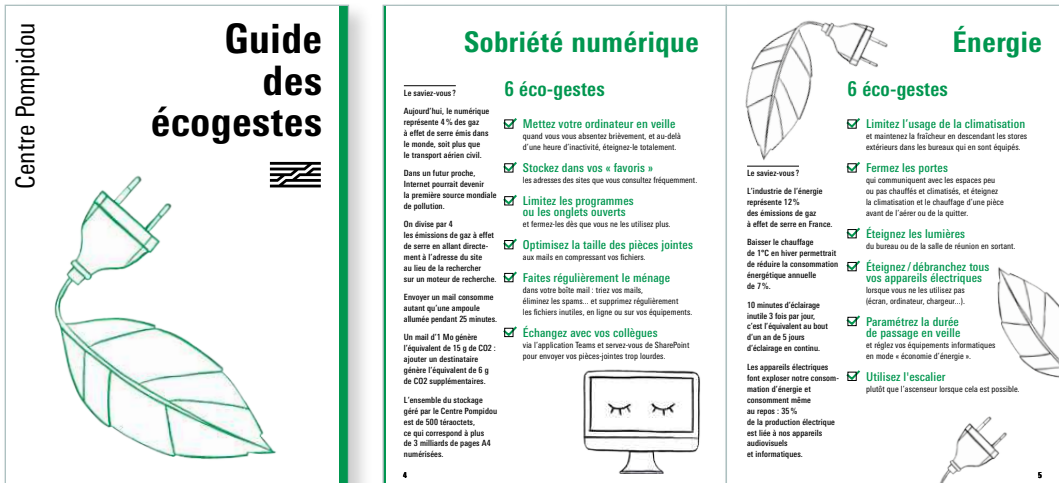 Centre Pompidou
Guide
des
écogestes
Sobriété numérique
Le saviez-vous ?
Aujourd'hui, le numérique
représente 4 % des gaz
à effet de serre émis dans
le monde, soit plus que
le transport aérien civil.
Dans un futur proche,
Internet pourrait devenir
la première source mondiale
de pollution.
On divise par 4
les émissions de gaz à effet
de serre en allant directe-
ment à l'adresse du site
au lieu de la rechercher
sur un moteur de recherche.
Envoyer un mail consomme
autant qu'une ampoule
allumée pendant 25 minutes.
Un mail d'1 Mo génère
l'équivalent de 15 g de CO2 :
ajouter un destinataire
génère l'équivalent de 6 g
de CO2 supplémentaires.
L'ensemble du stockage
géré par le Centre Pompidou
est de 500 téraoctets,
ce qui correspond à plus
de 3 milliards de pages A4
numérisées.
6 éco-gestes
Mettez votre ordinateur en veille
quand vous vous absentez brièvement, et au-delà
d'une heure d'inactivité, éteignez-le totalement.
Stockez dans vos « favoris »
les adresses des sites que vous consultez fréquemment.
Limitez les programmes
ou les onglets ouverts
et fermez-les dès que vous ne les utilisez plus.
Optimisez la taille des pièces jointes
aux mails en compressant vos fichiers.
Faites régulièrement le ménage
dans votre boîte mail : triez vos mails,
éliminez les spams... et supprimez régulièrement
les fichiers inutiles, en ligne ou sur vos équipements.
Échangez avec vos collègues
via l'application Teams et servez-vous de SharePoint
pour envoyer vos pièces-jointes trop lourdes.
4
Énergie
Le saviez-vous ?
L'industrie de l'énergie
représente 12 %
des émissions de gaz
à effet de serre en France.
Baisser le chauffage
de 1°C en hiver permettrait
de réduire la consommation
énergétique annuelle
de 7 %.
10 minutes d'éclairage
inutile 3 fois par jour,
c'est l'équivalent au bout
d'un an de 5 jours
d'éclairage en continu.
Les appareils électriques
font exploser notre consom-
mation d'énergie et
consomment même
au repos : 35 %
de la production électrique
est liée à nos appareils
audiovisuels
et informatiques.
6 éco-gestes
Limitez l'usage de la climatisation
et maintenez la fraîcheur en descendant les stores
extérieurs dans les bureaux qui en sont équipés.
Fermez les portes
qui communiquent avec les espaces peu
ou pas chauffés et climatisés, et éteignez
la climatisation et le chauffage d'une pièce
avant de l'aérer ou de la quitter.
Éteignez les lumières
du bureau ou de la salle de réunion en sortant.
Éteignez / débranchez tous
vos appareils électriques
lorsque vous ne les utilisez pas
(écran, ordinateur, chargeur...).
Paramétrez la durée
de passage en veille
et réglez vos équipements informatiques
en mode « économie d'énergie ».
Utilisez l'escalier
plutôt que l'ascenseur lorsque cela est possible.
5